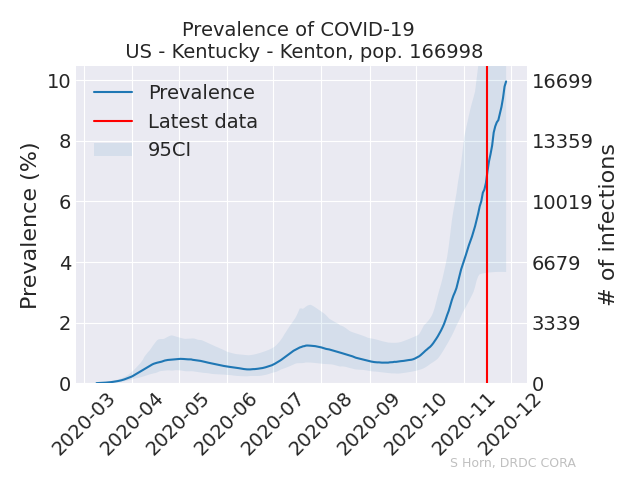 Prevalence of COVID-19
US - Kentucky - Kenton, pop. 166998
Prevalence
Latest data
95CI
Prevalence (%)
10
8
6
4
2
0
16699
13359
10019
6679
3339
0
# of infections
2020-03
2020-04
2020-05
2020-06
2020-07
2020-08
2020-09
2020-10
2020-11
2020-12
S Horn, DRDC CORA